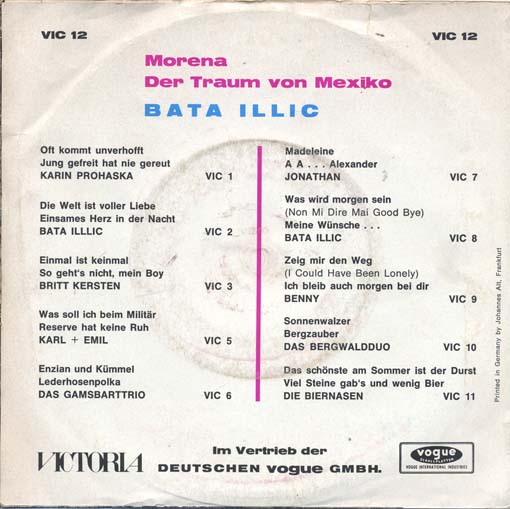 VIC 12
VIC 12
Morena
Der Traum von Mexiko
BATA ILLIC
Oft kommt unverhofft
Jung gefreit hat nie gereut
KARIN PROHASKA VIC 1
Die Welt ist voller Liebe
Einsames Herz in der Nacht
BATA ILLLIC VIC 2
Einmal ist keinmal
So geht's nicht, mein Boy
BRITT KERSTEN VIC 3
Was soll ich beim Militär
Reserve hat keine Ruh
KARL + EMIL VIC 5
Enzian und Kümmel
Lederhosenpolka
DAS GAMSBARTTRIO VIC 6
Madeleine
A A . . . Alexander
JONATHAN VIC 7
Was wird morgen sein
(Non Mi Dire Mai Good Bye)
Meine Wünsche . . .
BATA ILLIC VIC 8
Zeig mir den Weg
(I Could Have Been Lonely)
Ich bleib auch morgen bei dir
BENNY VIC 9
Sonnenwalzer
Bergzauber
DAS BERGWALDDUO VIC 10
Das schönste am Sommer ist der Durst
Viel Steine gab's und wenig Bier
DIE BIERNASEN VIC 11
Printed in Germany by Johannes Alt, Frankfurt
VICTORIA
Im Vertrieb der
DEUTSCHEN vogue GMBH.
vogue
SCHALLPLATTEN
VOGUE INTERNATIONAL INDUSTRIES